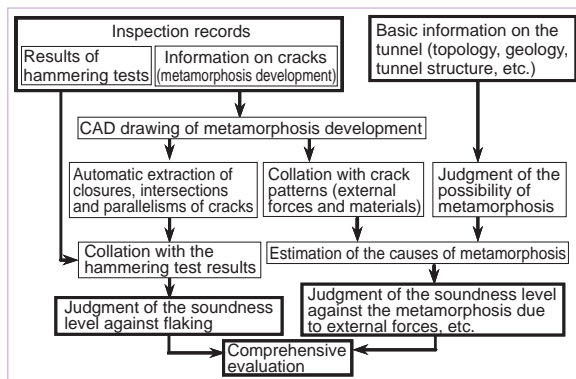 Inspection records
Results of
hammering tests
Information on cracks
(metamorphosis development)
Basic information on the
tunnel (topology, geology,
tunnel structure, etc.)
CAD drawing of metamorphosis development
Automatic extraction of
closures, intersections
and parallelisms of cracks
Collation with crack
patterns (external
forces and materials)
Judgment of the
possibility of
metamorphosis
Collation with the
hammering test results
Estimation of the causes of metamorphosis
Judgment of the soundness
level against flaking
Judgment of the soundness level
against the metamorphosis due
to external forces, etc.
Comprehensive
evaluation